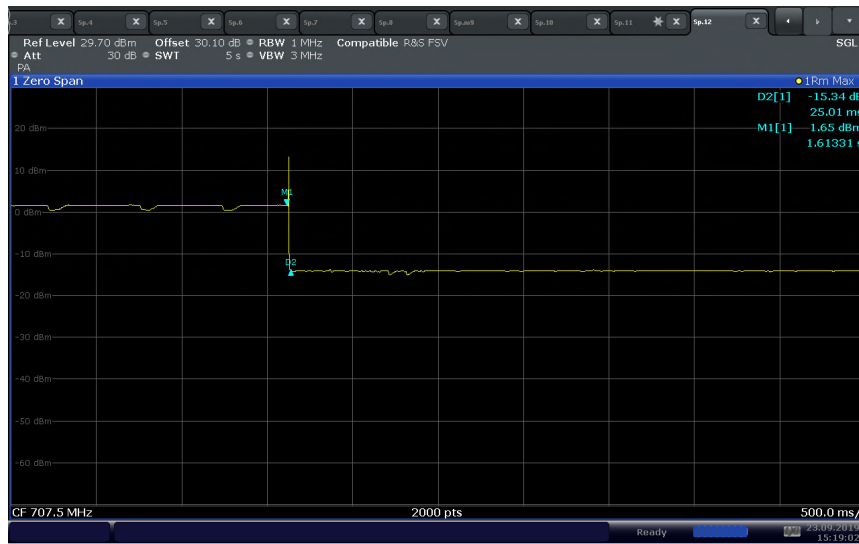 .3 X Sp.4 X Sp.5 X Sp.6 X Sp.7 X Sp.8 X Sp.m9 X Sp.10 X Sp.11 X Sp.12 X
Ref Level 29.70 dBm Offset 30.10 dB RBW 1 MHz Compatible R&S FSV SGL
Att 30 dB SWT 5 s VBW 3 MHz
PA
1 Zero Span 1Rm Max
D2[1] -15.34 dB
25.01 ms
20 dBm M1[1] 1.65 dBm
1.61331 s
10 dBm
M1
0 dBm
-10 dBm
D2
-20 dBm
-30 dBm
-40 dBm
-50 dBm
-60 dBm
CF 707.5 MHz 2000 pts 500.0 ms/
Ready 23.09.2019
15:19:02